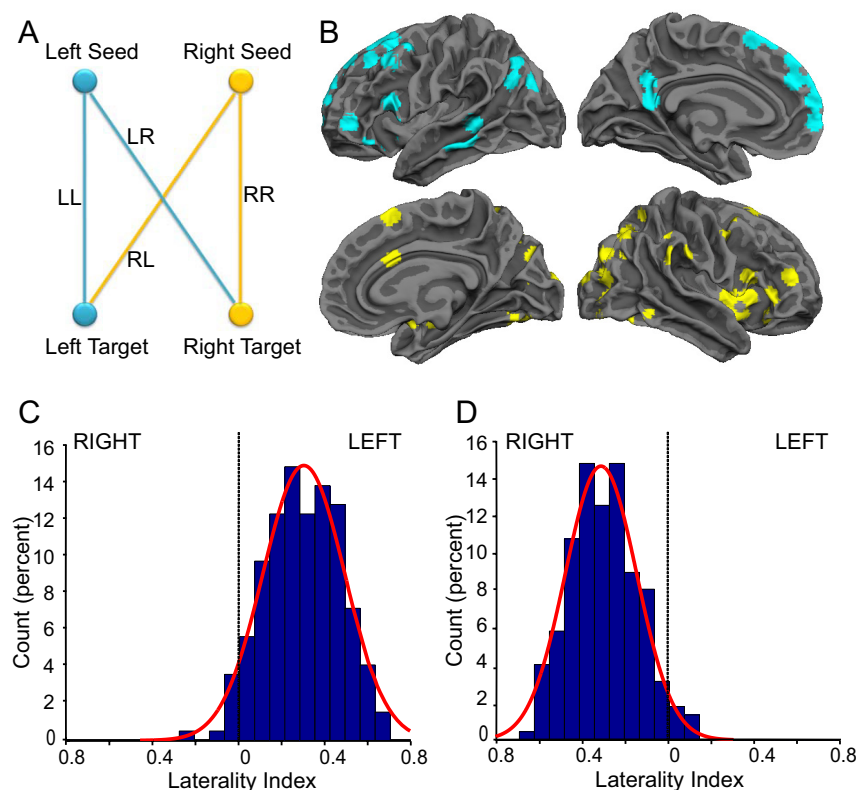 A
Left Seed
Right Seed
LR
LL
RR
RL
Left Target
Right Target
B
C
RIGHT
LEFT
16
14
12
10
8
6
4
2
0
Count (percent)
0.8
0.4
0
0.4
0.8
Laterality Index
D
RIGHT
LEFT
16
14
12
10
8
6
4
2
0
Count (percent)
0.8
0.4
0
0.4
0.8
Laterality Index